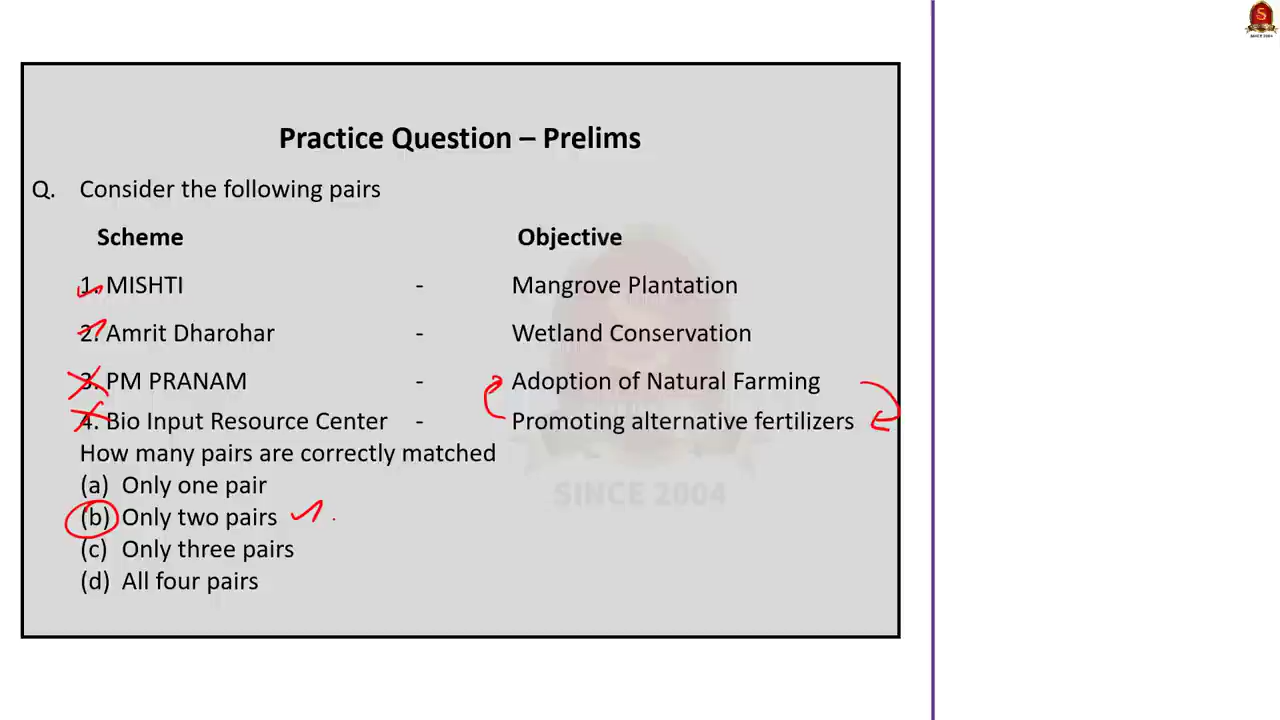 S
SINCE 2004
Practice Question – Prelims
Q. Consider the following pairs
Scheme Objective
1. MISHTI - Mangrove Plantation
2. Amrit Dharohar - Wetland Conservation
3. PM PRANAM - Adoption of Natural Farming
4. Bio Input Resource Center - Promoting alternative fertilizers
How many pairs are correctly matched
(a) Only one pair
SINCE 2004
(b) Only two pairs
(c) Only three pairs
(d) All four pairs